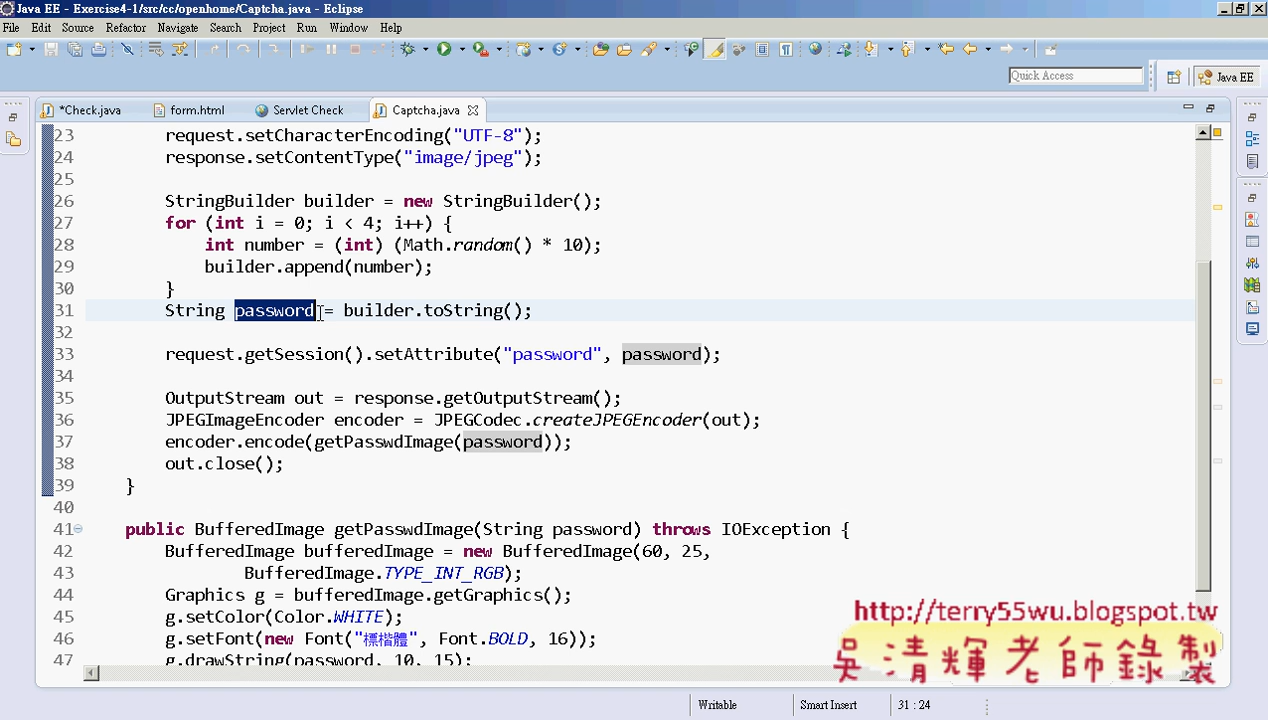 Java EE - Exercise4-1/src/cc/openhome/Captcha.java - Eclipse
File Edit Source Refactor Navigate Search Project Run Window Help
Quick Access
Java EE
*Check.java form.html Servlet Check Captcha.java
23 request.setCharacterEncoding("UTF-8");
24 response.setContentType("image/jpeg");
25
26 StringBuilder builder = new StringBuilder();
27 for (int i = 0; i < 4; i++) {
28 int number = (int) (Math.random() * 10);
29 builder.append(number);
30 }
31 String password = builder.toString();
32
33 request.getSession().setAttribute("password", password);
34
35 OutputStream out = response.getOutputStream();
36 JPEGImageEncoder encoder = JPEGCodec.createJPEGEncoder(out);
37 encoder.encode(getPasswdImage(password));
38 out.close();
39 }
40
41 public BufferedImage getPasswdImage(String password) throws IOException {
42 BufferedImage bufferedImage = new BufferedImage(60, 25,
43 BufferedImage.TYPE_INT_RGB);
44 Graphics g = bufferedImage.getGraphics();
45 g.setColor(Color.WHITE);
46 g.setFont(new Font("標楷體", Font.BOLD, 16));
47 g.drawString(password, 10, 15);
http://terry55wu.blogspot.tw
吳清輝老師錄製
Writable Smart Insert 31 : 24